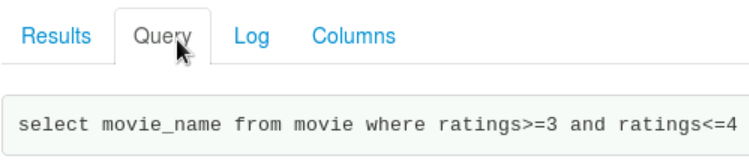 Results Query Log Columns
select movie_name from movie where ratings>=3 and ratings<=4